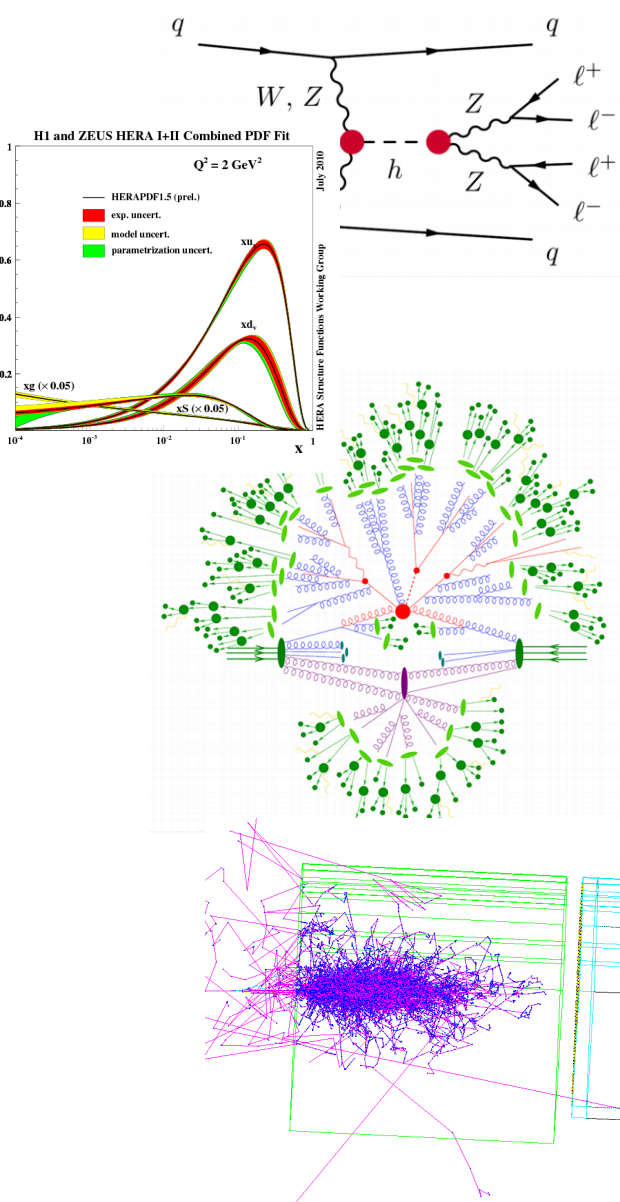 q
q
W, Z
Z
ℓ+
ℓ−
h
Z
ℓ+
ℓ−
q
H1 and ZEUS HERA I+II Combined PDF Fit
1
Q² = 2 GeV²
July 2010
HERAPDF1.5 (prel.)
exp. uncert.
0.8
model uncert.
parametrization uncert.
xu
0.6
HERA Structure Functions Working Group
0.4
xdᵥ
0.2
xg (× 0.05)
xS (× 0.05)
10⁻⁴
10⁻³
10⁻²
10⁻¹
1
x